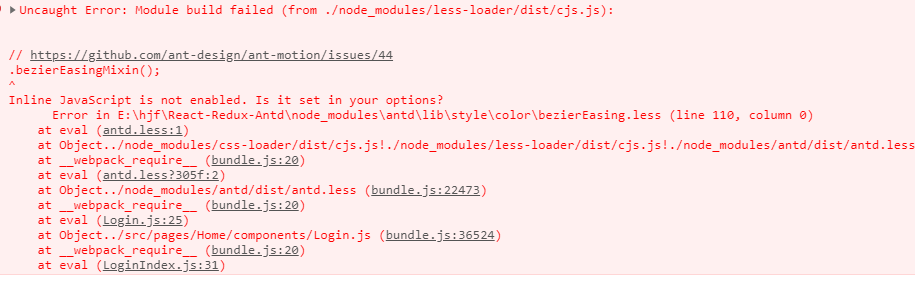 ▶Uncaught Error: Module build failed (from ./node_modules/less-loader/dist/cjs.js):
// https://github.com/ant-design/ant-motion/issues/44
.bezierEasingMixin();
^
Inline JavaScript is not enabled. Is it set in your options?
Error in E:\hjf\React-Redux-Antd\node_modules\antd\lib\style\color\bezierEasing.less (line 110, column 0)
at eval (antd.less:1)
at Object../node_modules/css-loader/dist/cjs.js!./node_modules/less-loader/dist/cjs.js!./node_modules/antd/dist/antd.less
at __webpack_require__ (bundle.js:20)
at eval (antd.less?305f:2)
at Object../node_modules/antd/dist/antd.less (bundle.js:22473)
at __webpack_require__ (bundle.js:20)
at eval (Login.js:25)
at Object../src/pages/Home/components/Login.js (bundle.js:36524)
at __webpack_require__ (bundle.js:20)
at eval (LoginIndex.js:31)